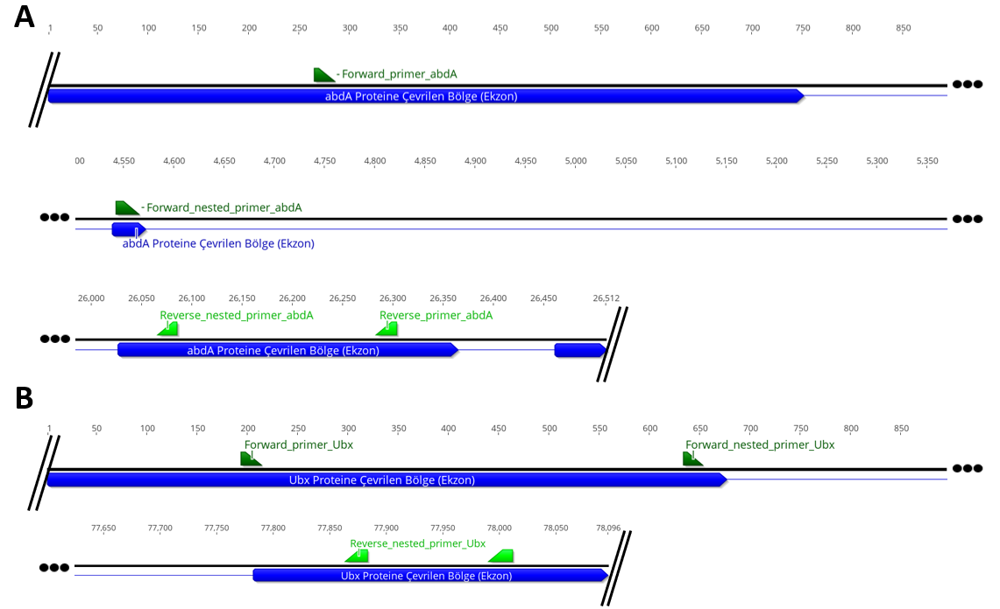 A
1 50 100 150 200 250 300 350 400 450 500 550 600 650 700 750 800 850
Forward_primer_abdA
abdA Proteine Çevrilen Bölge (Ekzon)
00 4,550 4,600 4,650 4,700 4,750 4,800 4,850 4,900 4,950 5,000 5,050 5,100 5,150 5,200 5,250 5,300 5,350
Forward_nested_primer_abdA
abdA Proteine Çevrilen Bölge (Ekzon)
26,000 26,050 26,100 26,150 26,200 26,250 26,300 26,350 26,400 26,450 26,512
Reverse_nested_primer_abdA Reverse_primer_abdA
abdA Proteine Çevrilen Bölge (Ekzon)
B
1 50 100 150 200 250 300 350 400 450 500 550 600 650 700 750 800 850
Forward_primer_Ubx Forward_nested_primer_Ubx
Ubx Proteine Çevrilen Bölge (Ekzon)
77,650 77,700 77,750 77,800 77,850 77,900 77,950 78,000 78,050 78,096
Reverse_nested_primer_Ubx
Ubx Proteine Çevrilen Bölge (Ekzon)